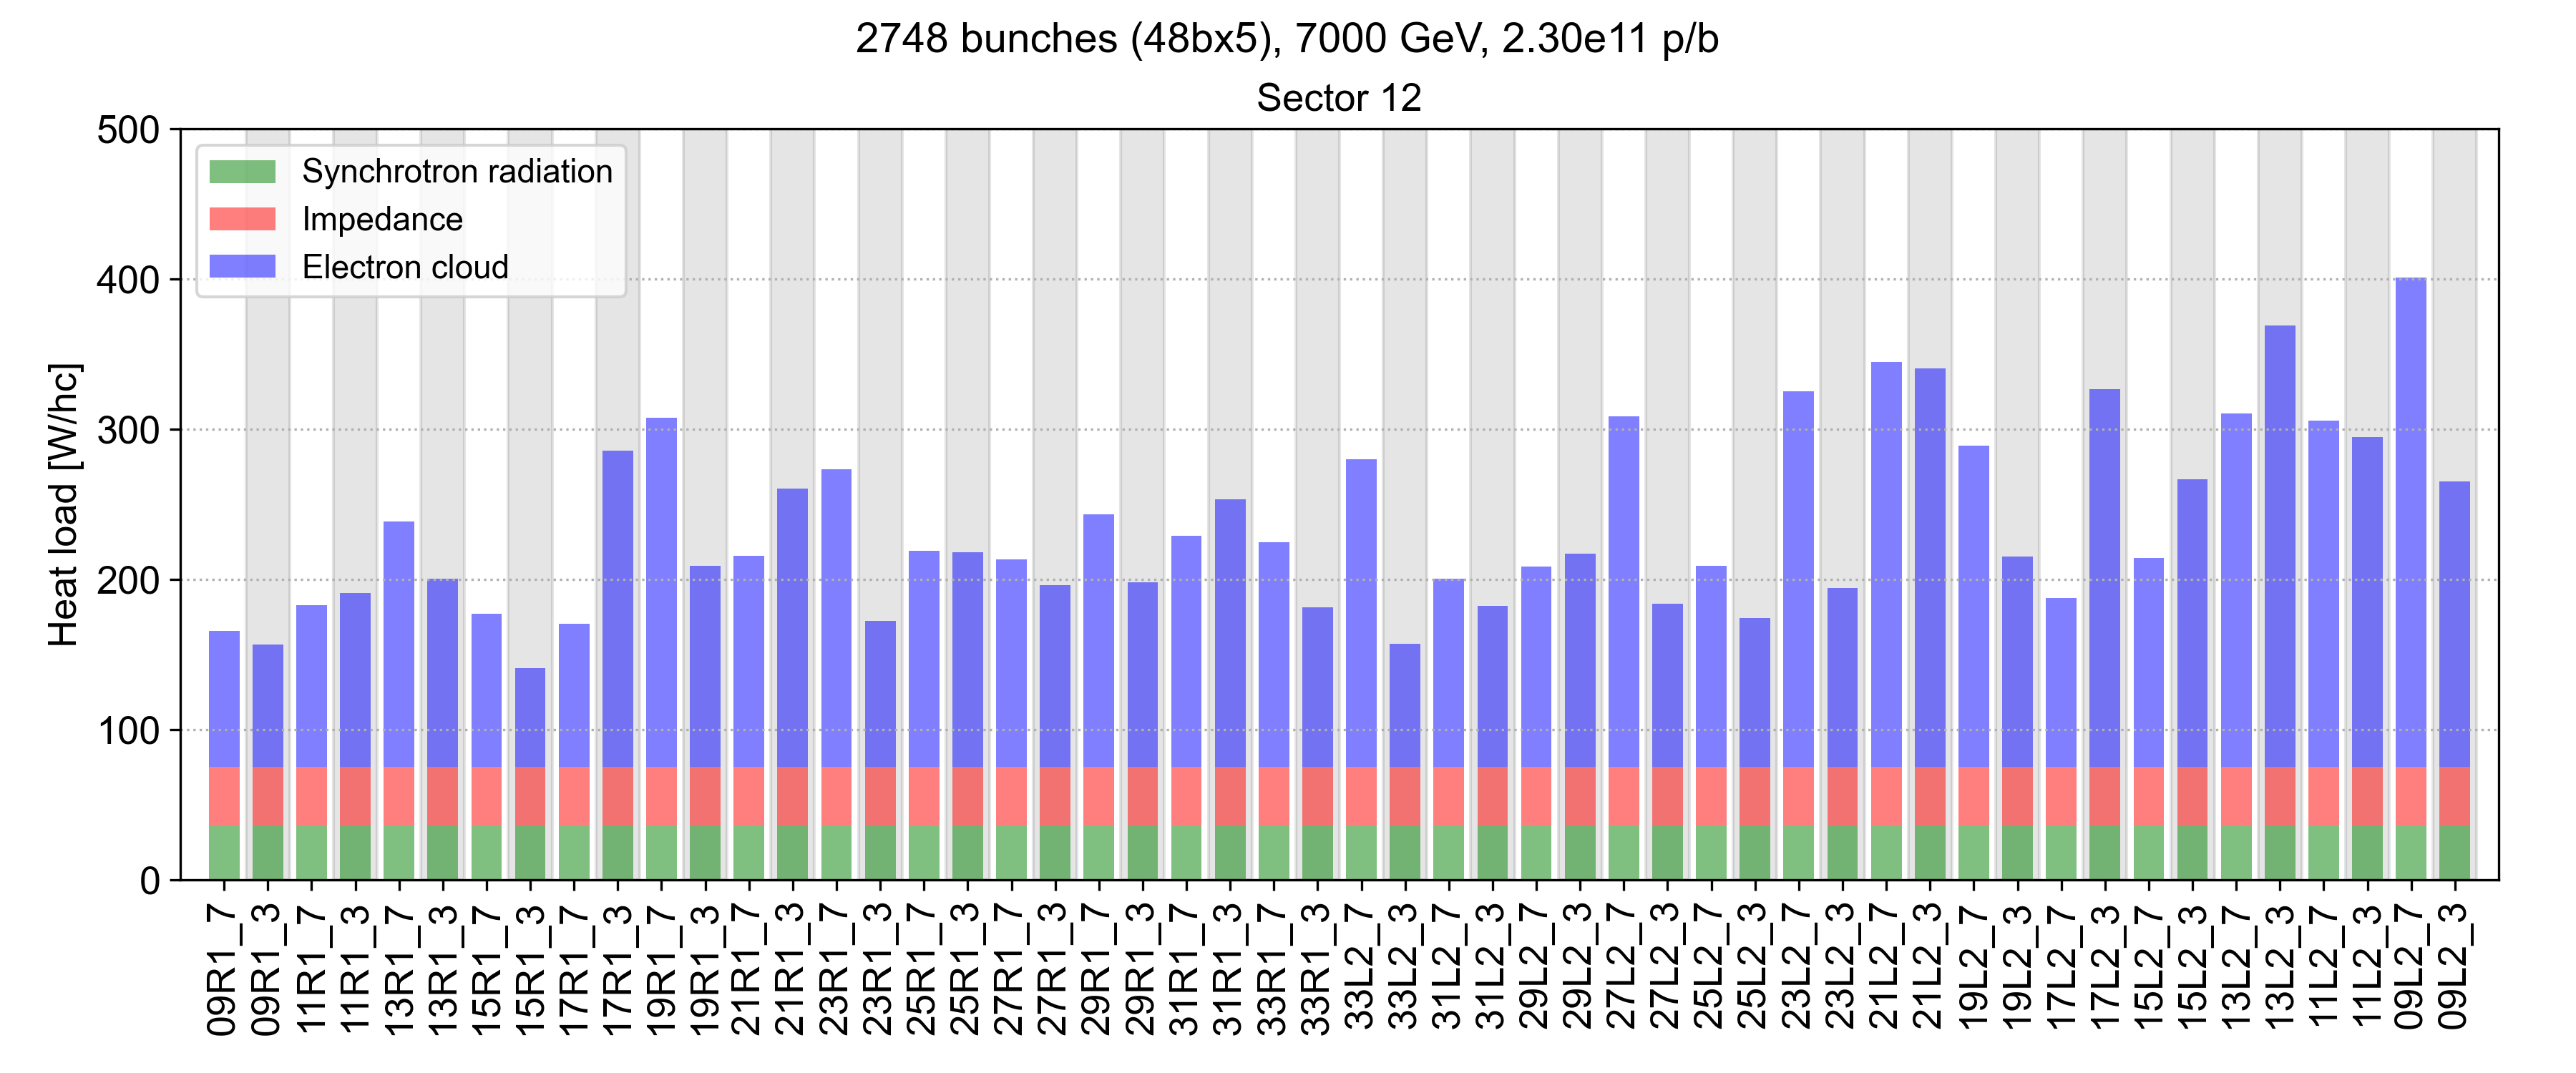 2748 bunches (48bx5), 7000 GeV, 2.30e11 p/b
Sector 12
500
400
300
200
100
0
Heat load [W/hc]
Synchrotron radiation
Impedance
Electron cloud
09R1_7
09R1_3
11R1_7
11R1_3
13R1_7
13R1_3
15R1_7
15R1_3
17R1_7
17R1_3
19R1_7
19R1_3
21R1_7
21R1_3
23R1_7
23R1_3
25R1_7
25R1_3
27R1_7
27R1_3
29R1_7
29R1_3
31R1_7
31R1_3
33R1_7
33R1_3
33L2_7
33L2_3
31L2_7
31L2_3
29L2_7
29L2_3
27L2_7
27L2_3
25L2_7
25L2_3
23L2_7
23L2_3
21L2_7
21L2_3
19L2_7
19L2_3
17L2_7
17L2_3
15L2_7
15L2_3
13L2_7
13L2_3
11L2_7
11L2_3
09L2_7
09L2_3